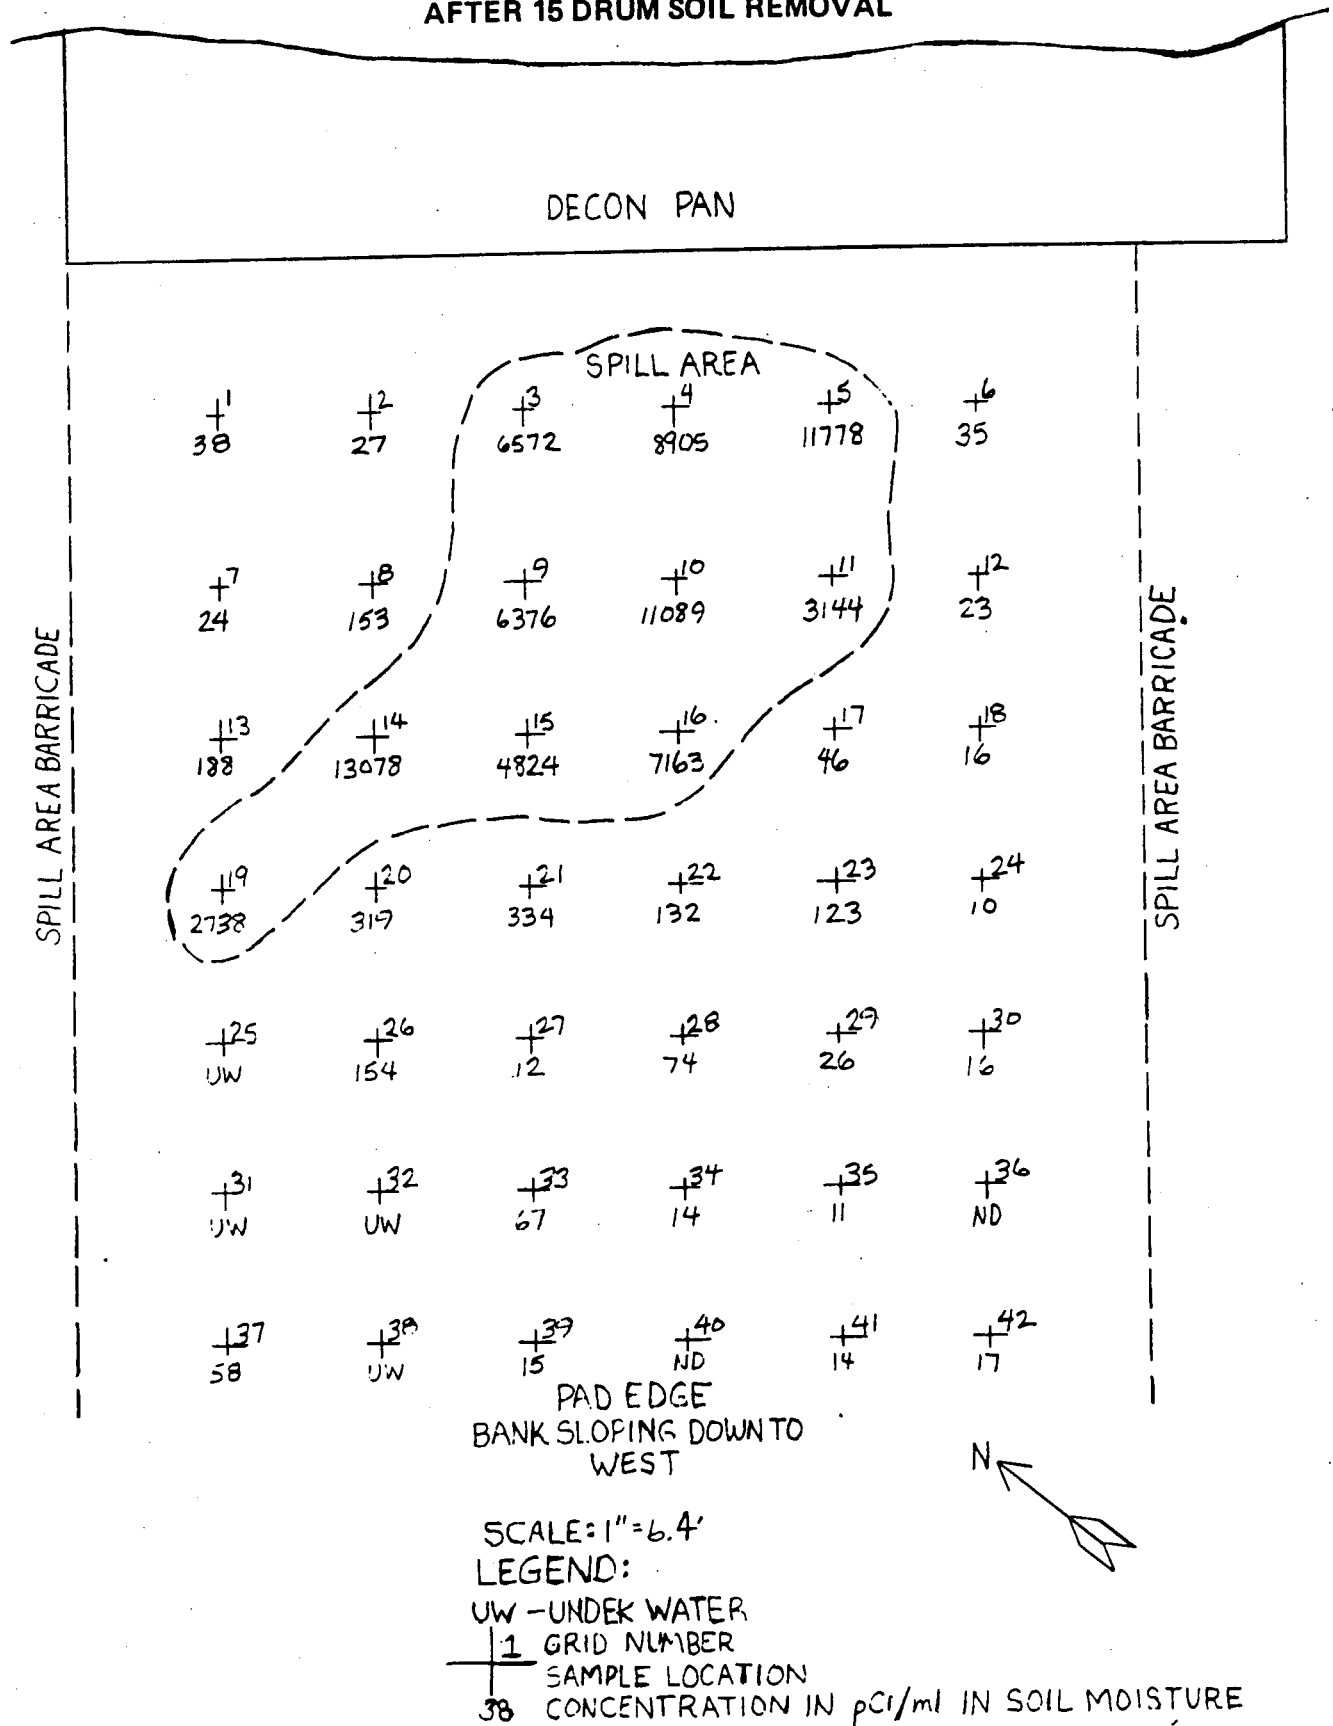 AFTER 15 DRUM SOIL REMOVAL
DECON PAN
SPILL AREA
1 2 3 4 5 6
38 27 6572 8905 11778 35
7 8 9 10 11 12
24 153 6376 11089 3144 23
13 14 15 16 17 18
188 13078 4824 7163 46 16
19 20 21 22 23 24
2738 319 334 132 123 10
25 26 27 28 29 30
UW 154 12 74 26 16
31 32 33 34 35 36
UW UW 67 14 11 ND
37 38 39 40 41 42
58 UW 15 ND 14 17
SPILL AREA BARRICADE
SPILL AREA BARRICADE
PAD EDGE
BANK SLOPING DOWN TO
WEST
N
SCALE: 1"=6.4'
LEGEND:
UW - UNDER WATER
1 GRID NUMBER
SAMPLE LOCATION
38 CONCENTRATION IN pCi/ml IN SOIL MOISTURE